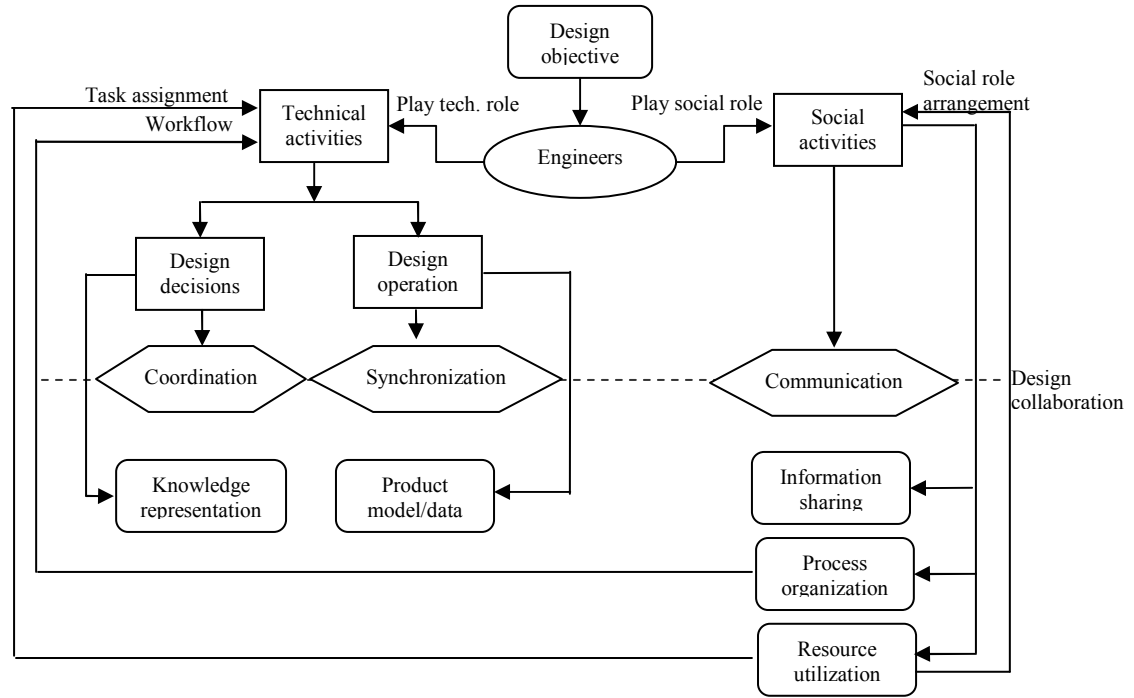 Design
objective
Task assignment
Workflow
Technical
activities
Play tech. role
Engineers
Play social role
Social
activities
Social role
arrangement
Design
decisions
Design
operation
Coordination
Synchronization
Communication
Design
collaboration
Knowledge
representation
Product
model/data
Information
sharing
Process
organization
Resource
utilization